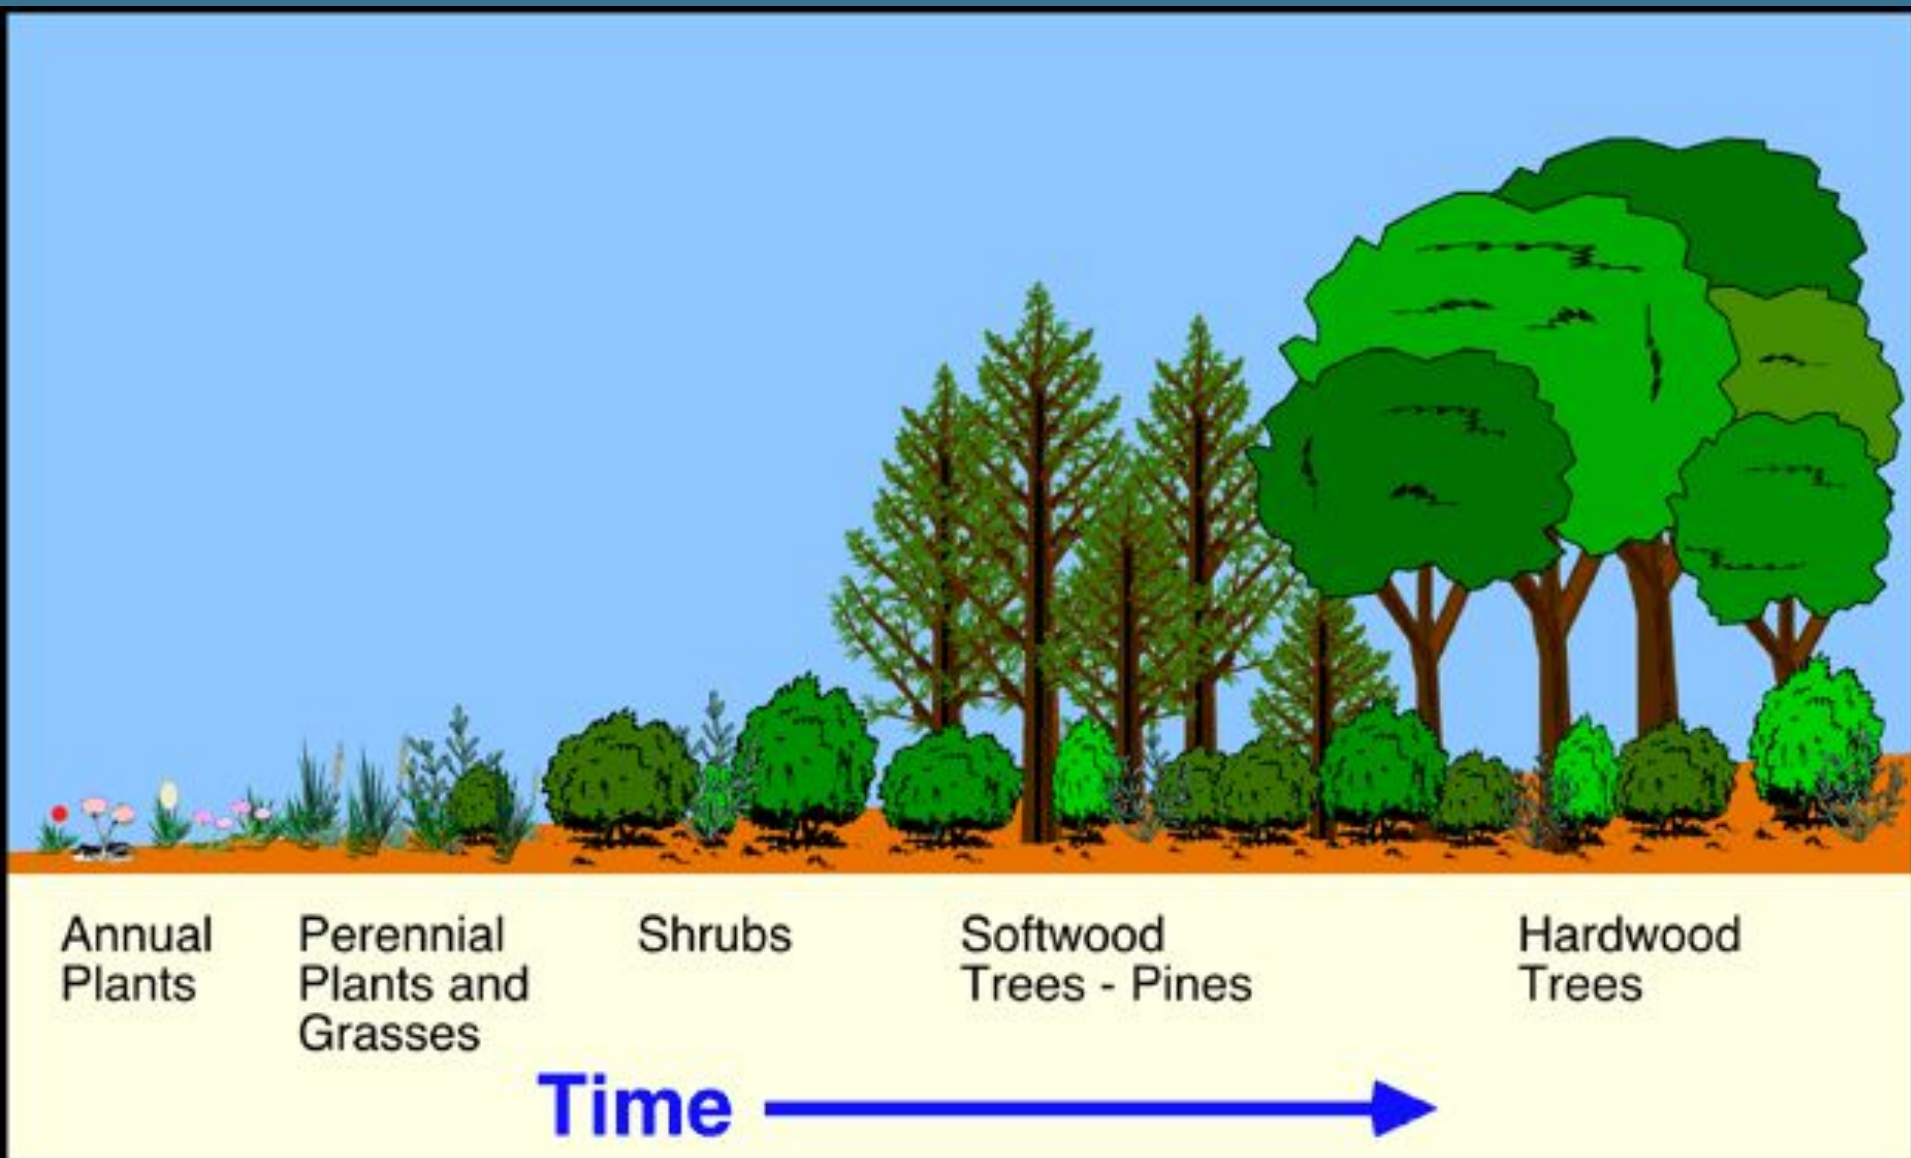 Annual
Plants
Perennial
Plants and
Grasses
Shrubs
Softwood
Trees - Pines
Hardwood
Trees
Time